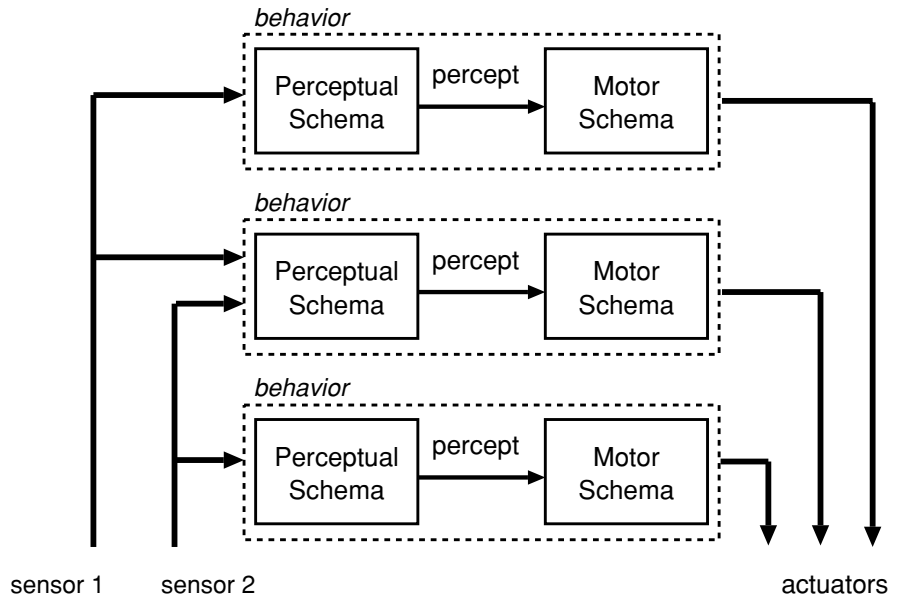 behavior
Perceptual
Schema
percept
Motor
Schema
behavior
Perceptual
Schema
percept
Motor
Schema
behavior
Perceptual
Schema
percept
Motor
Schema
sensor 1
sensor 2
actuators